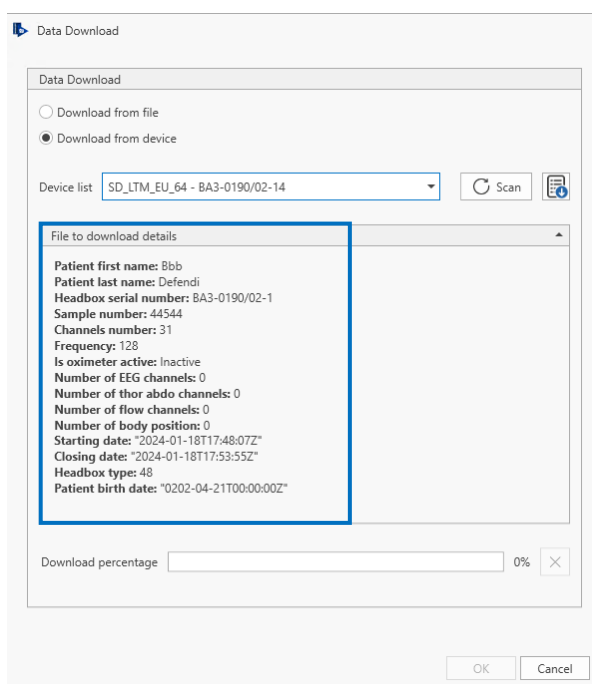 Data Download
Data Download
Download from file
Download from device
Device list SD_LTM_EU_64 - BA3-0190/02-14 Scan
File to download details
Patient first name: Bbb
Patient last name: Defendi
Headbox serial number: BA3-0190/02-1
Sample number: 44544
Channels number: 31
Frequency: 128
Is oximeter active: Inactive
Number of EEG channels: 0
Number of thor abdo channels: 0
Number of flow channels: 0
Number of body position: 0
Starting date: "2024-01-18T17:48:07Z"
Closing date: "2024-01-18T17:53:55Z"
Headbox type: 48
Patient birth date: "0202-04-21T00:00:00Z"
Download percentage 0%
OK Cancel